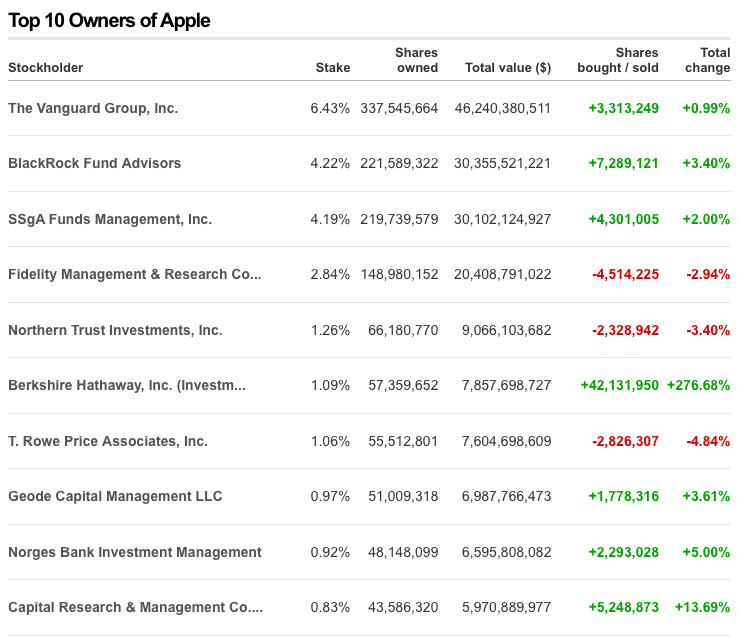 Top 10 Owners of Apple
Shares Shares Total
Stockholder Stake owned Total value ($) bought / sold change
The Vanguard Group, Inc. 6.43% 337,545,664 46,240,380,511 +3,313,249 +0.99%
BlackRock Fund Advisors 4.22% 221,589,322 30,355,521,221 +7,289,121 +3.40%
SSgA Funds Management, Inc. 4.19% 219,739,579 30,102,124,927 +4,301,005 +2.00%
Fidelity Management & Research Co... 2.84% 148,980,152 20,408,791,022 -4,514,225 -2.94%
Northern Trust Investments, Inc. 1.26% 66,180,770 9,066,103,682 -2,328,942 -3.40%
Berkshire Hathaway, Inc. (Investm... 1.09% 57,359,652 7,857,698,727 +42,131,950 +276.68%
T. Rowe Price Associates, Inc. 1.06% 55,512,801 7,604,698,609 -2,826,307 -4.84%
Geode Capital Management LLC 0.97% 51,009,318 6,987,766,473 +1,778,316 +3.61%
Norges Bank Investment Management 0.92% 48,148,099 6,595,808,082 +2,293,028 +5.00%
Capital Research & Management Co.... 0.83% 43,586,320 5,970,889,977 +5,248,873 +13.69%